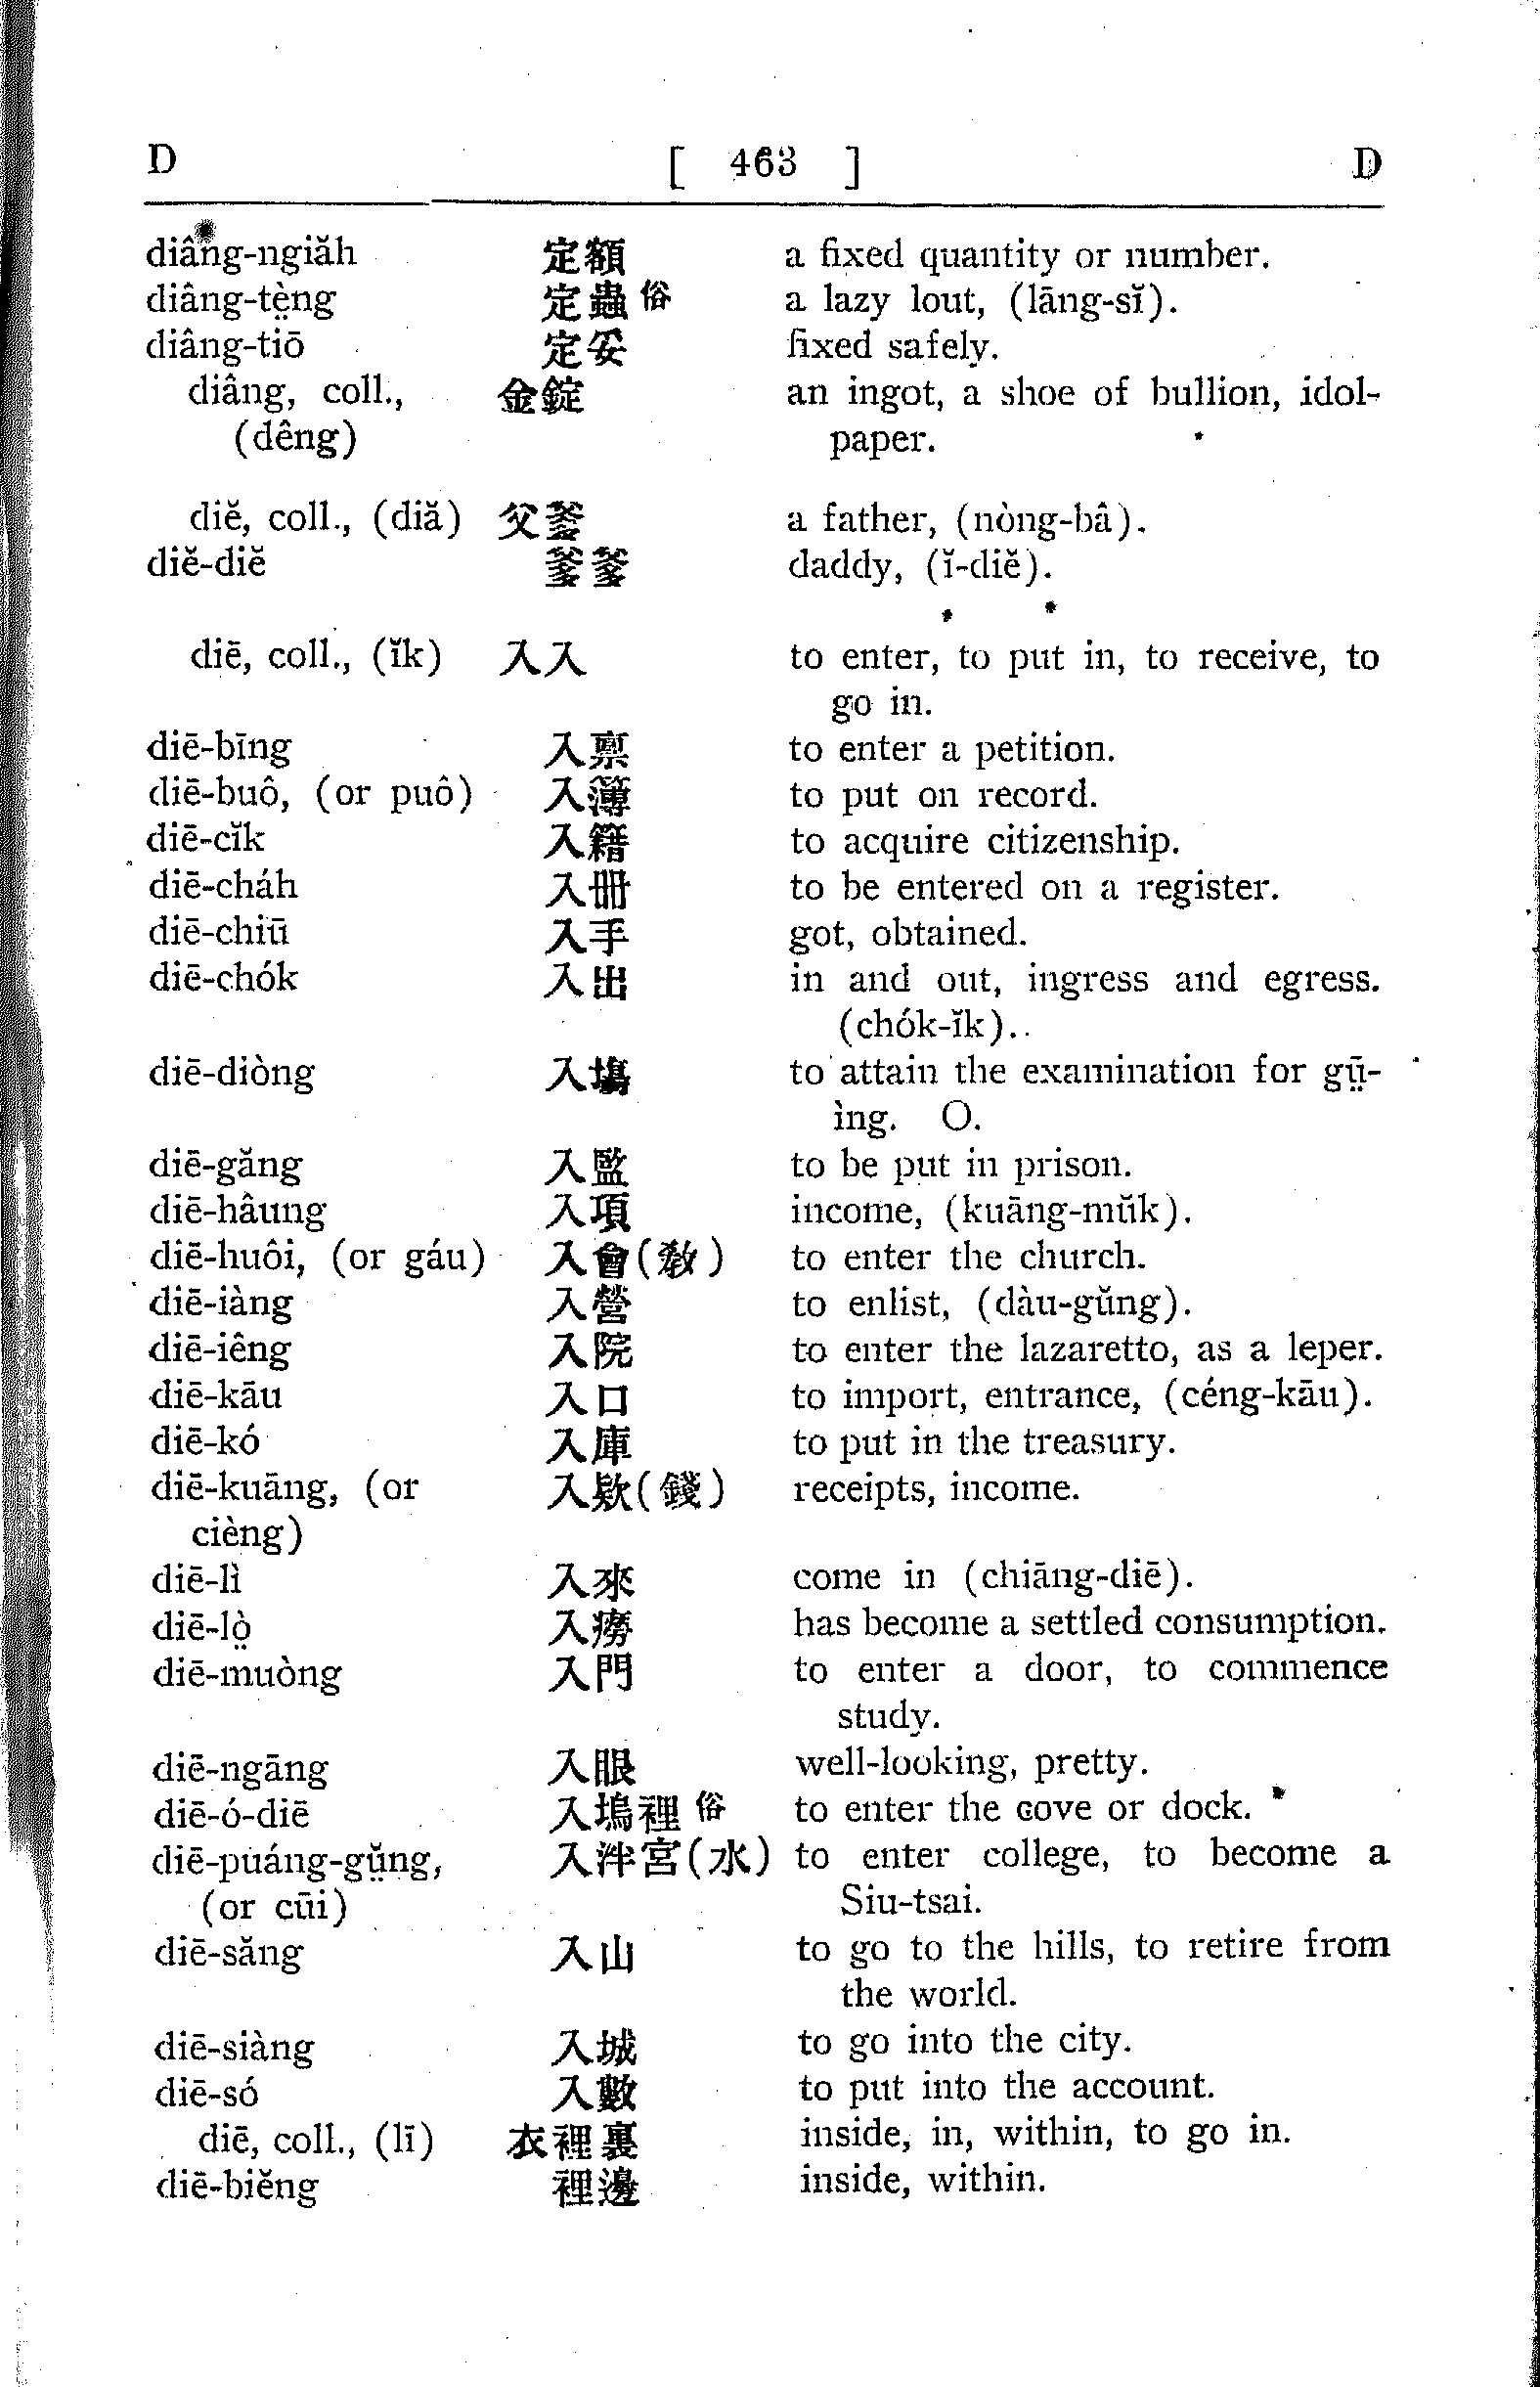 D [ 463 ] D
diâng-ngiăh 定額 a fixed quantity or number.
diâng-tè̤ng 定蟲俗 a lazy lout, (lāng-sĭ).
diâng-tiō 定妥 fixed safely.
diâng, coll., 金錠 an ingot, a shoe of bullion, idol-
(dêng) paper.
diĕ, coll., (diă) 父爹 a father, (nòng-bâ).
diĕ-diĕ 爹爹 daddy, (ĭ-diĕ).
diē, coll., (ĭk) 入入 to enter, to put in, to receive, to
go in.
diē-bīng 入禀 to enter a petition.
diē-buô, (or puô) 入簿 to put on record.
diē-cĭk 入籍 to acquire citizenship.
diē-cháh 入冊 to be entered on a register.
diē-chiū 入手 got, obtained.
diē-chók 入出 in and out, ingress and egress.
(chók-ĭk)..
diē-diòng 入塲 to attain the examination for gṳ̄-
ìng. O.
diē-găng 入監 to be put in prison.
diē-hâung 入項 income, (kuāng-mŭk).
diē-huôi, (or gáu) 入會(教) to enter the church.
diē-iàng 入營 to enlist, (dàu-gŭng).
diē-iêng 入院 to enter the lazaretto, as a leper.
diē-kāu 入口 to import, entrance, (céng-kāu).
diē-kó 入庫 to put in the treasury.
diē-kuāng, (or 入欵(錢) receipts, income.
cièng)
diē-lì 入來 come in (chiāng-diē).
diē-lò̤ 入癆 has become a settled consumption.
diē-muòng 入門 to enter a door, to commence
study.
diē-ngāng 入眼 well-looking, pretty.
diē-ó-diē 入塢裡俗 to enter the cove or dock.
diē-puáng-gṳ̆ng, 入泮宮(水) to enter college, to become a
(or cūi) Siu-tsai.
diē-săng 入山 to go to the hills, to retire from
the world.
diē-siàng 入城 to go into the city.
diē-só 入數 to put into the account.
diē, coll., (lī) 衣裡裏 inside, in, within, to go in.
diē-biĕng 裡邊 inside, within.